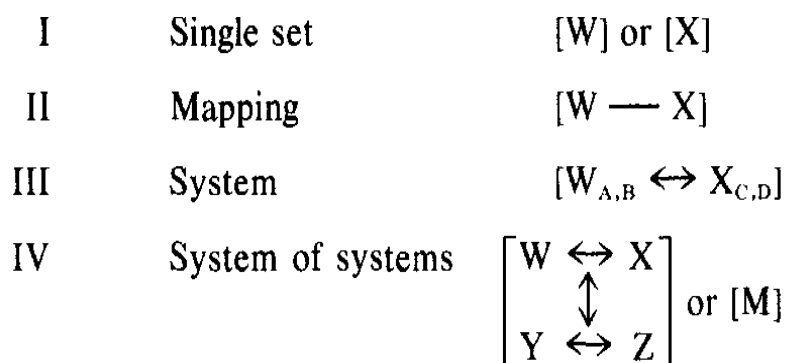 I Single set [W] or [X]
II Mapping [W — X]
III System [W_A,B ↔ X_C,D]
IV System of systems [W ↔ X
↕ or [M]
Y ↔ Z]